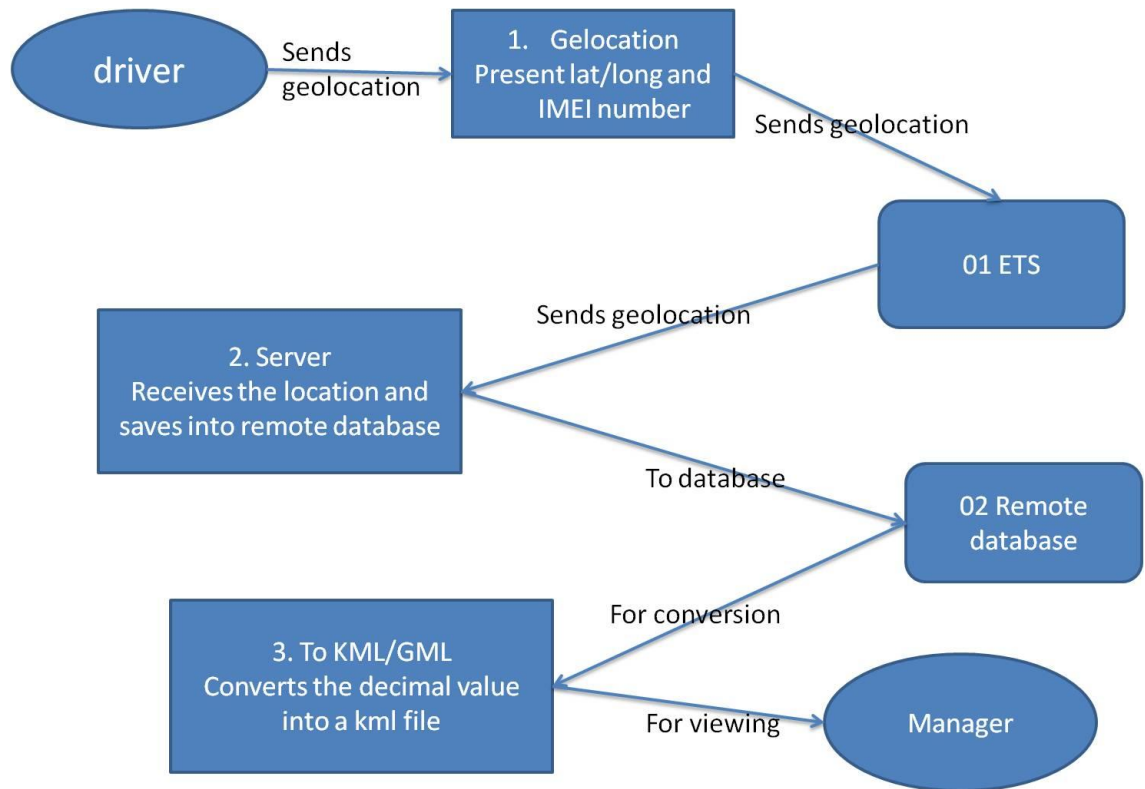 driver
Sends
geolocation
1. Gelocation
Present lat/long and
IMEI number
Sends geolocation
01 ETS
Sends geolocation
2. Server
Receives the location and
saves into remote database
To database
02 Remote
database
For conversion
3. To KML/GML
Converts the decimal value
into a kml file
For viewing
Manager